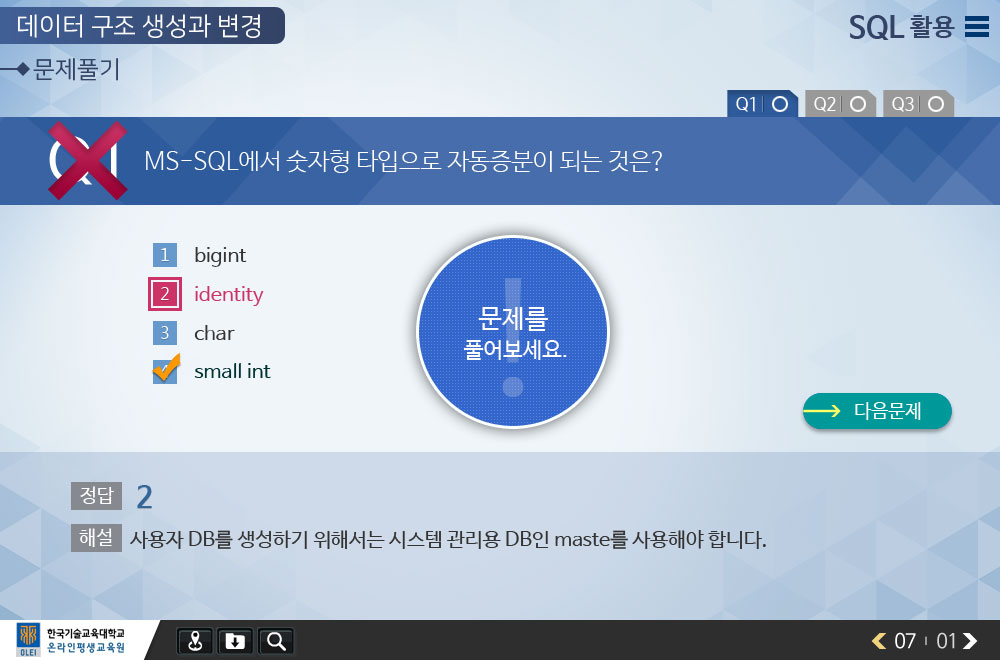 데이터 구조 생성과 변경
SQL 활용
문제풀기
Q1 Q2 Q3
Q1
MS-SQL에서 숫자형 타입으로 자동증분이 되는 것은?
1 bigint
2 identity
3 char
small int
문제를
풀어보세요.
다음문제
정답 2
해설 사용자 DB를 생성하기 위해서는 시스템 관리용 DB인 maste를 사용해야 합니다.
OLEI
한국기술교육대학교
온라인평생교육원
07 01